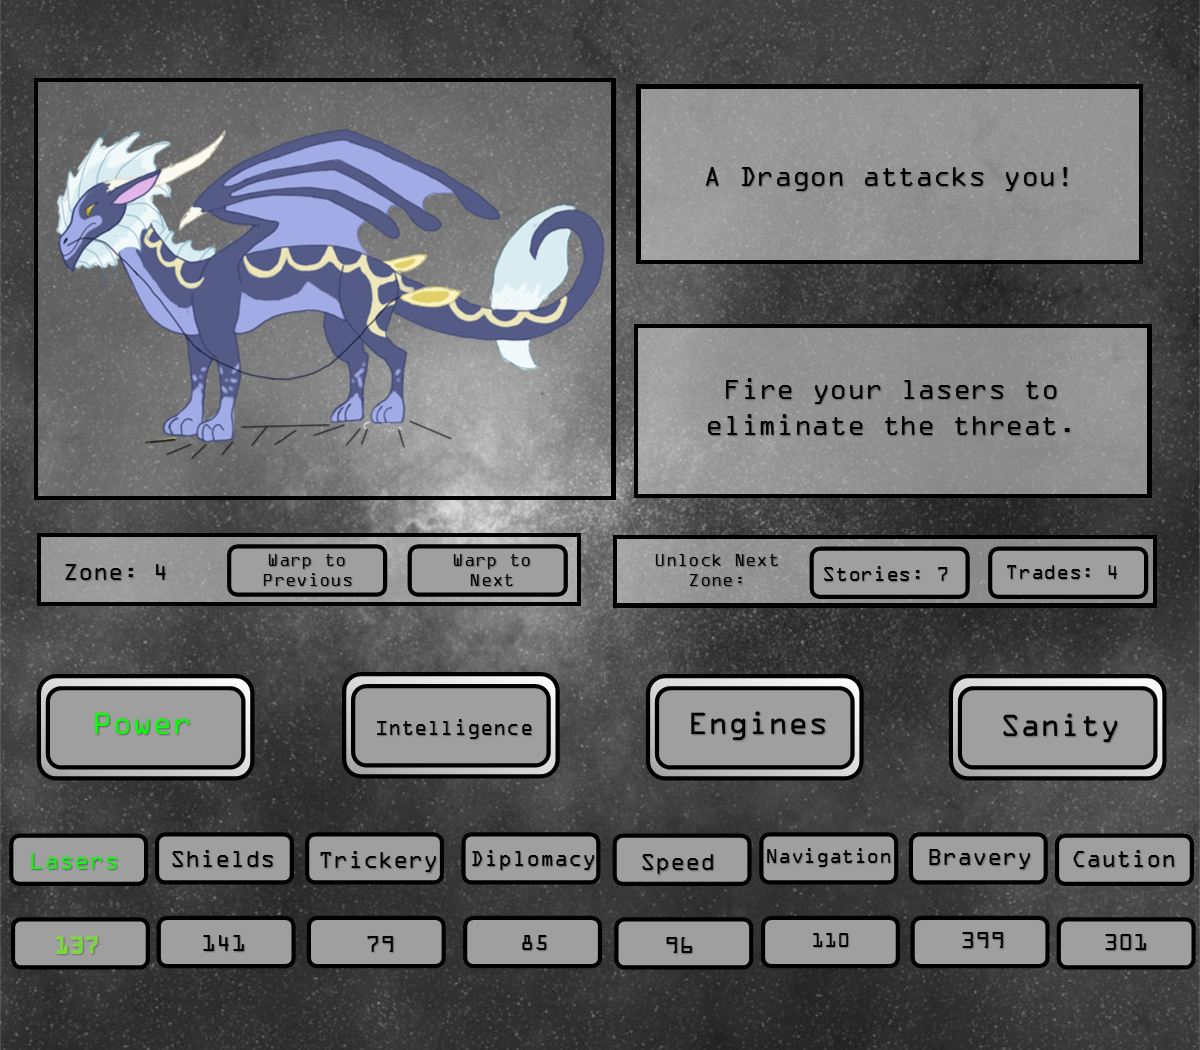 A Dragon attacks you!
Fire your lasers to
eliminate the threat.
Zone: 4
Warp to
Previous
Warp to
Next
Unlock Next
Zone:
Stories: 7
Trades: 4
Power
Intelligence
Engines
Sanity
Lasers
Shields
Trickery
Diplomacy
Speed
Navigation
Bravery
Caution
137
141
79
85
96
110
399
301